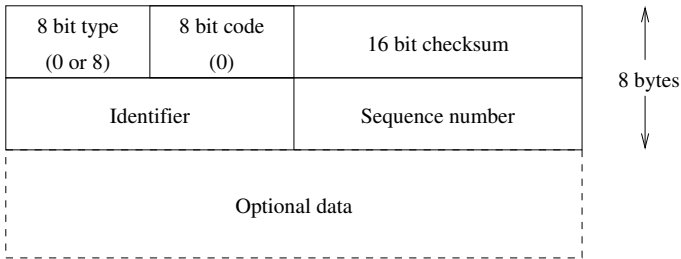 8 bit type
(0 or 8)
8 bit code
(0)
16 bit checksum
8 bytes
Identifier
Sequence number
Optional data